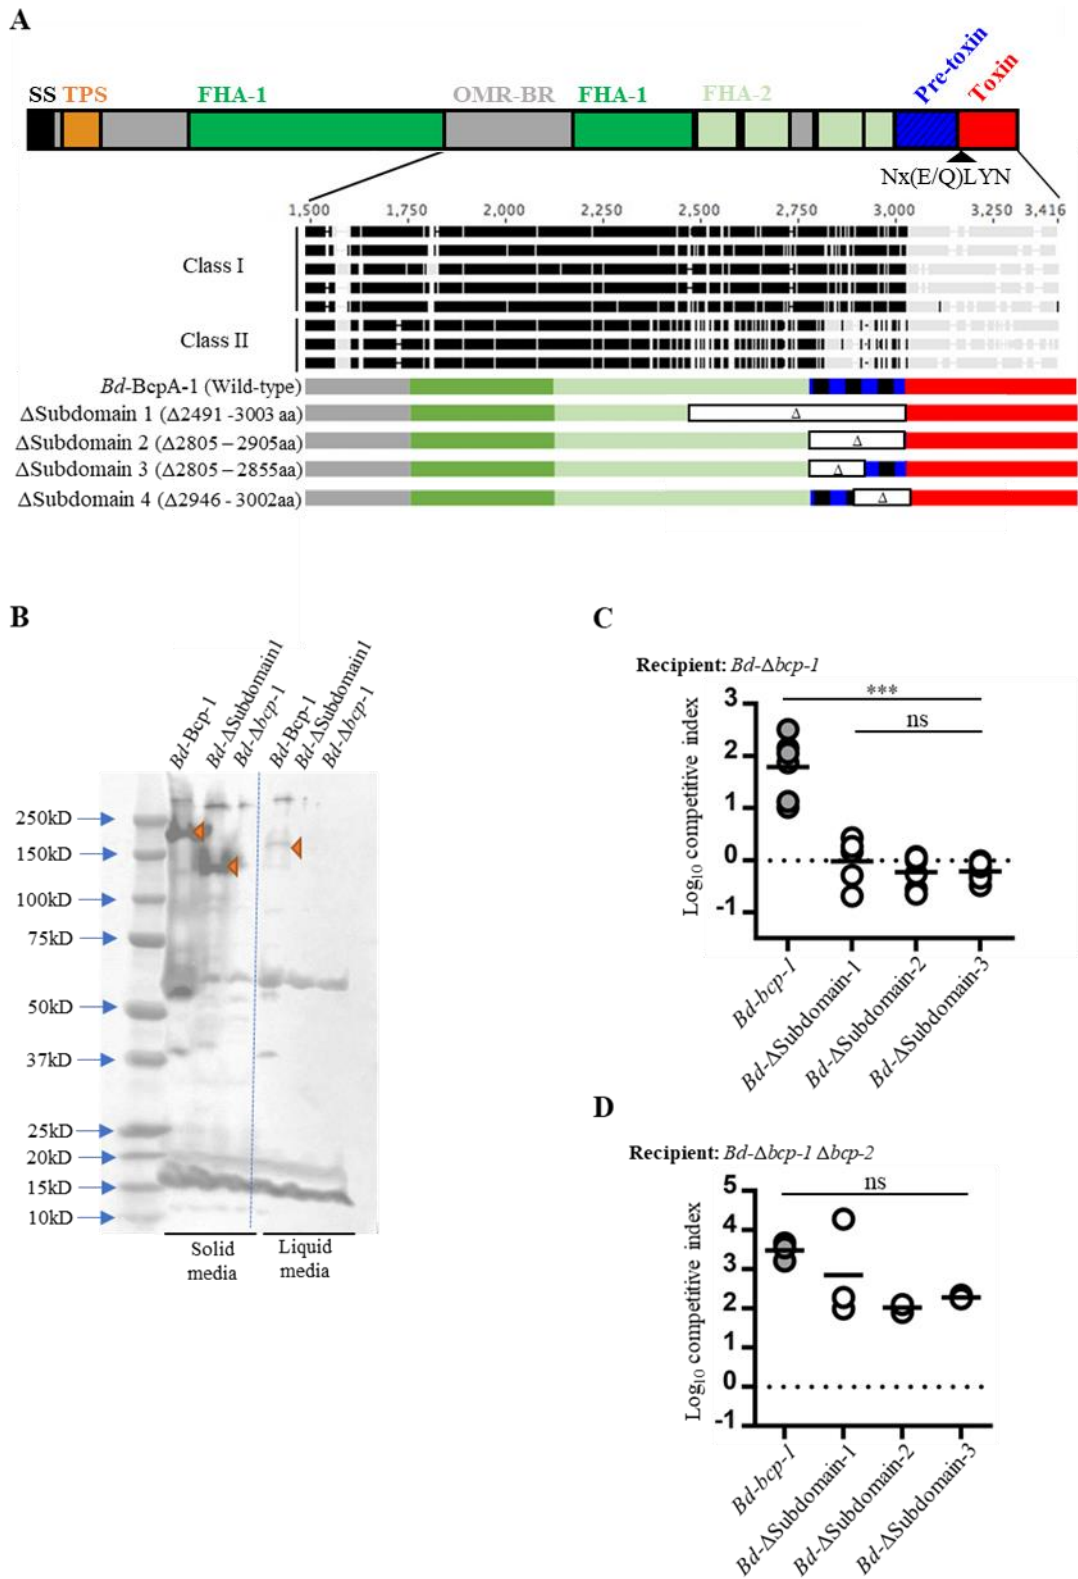 A
SS TPS FHA-1 OMR-BR FHA-1 FHA-2 Pre-toxin Toxin
Nx(E/Q)LYN
1,500 1,750 2,000 2,250 2,500 2,750 3,000 3,250 3,416
Class I
Class II
Bd-BcpA-1 (Wild-type)
ΔSubdomain 1 (Δ2491 -3003 aa) Δ
ΔSubdomain 2 (Δ2805 – 2905aa) Δ
ΔSubdomain 3 (Δ2805 – 2855aa) Δ
ΔSubdomain 4 (Δ2946 - 3002aa) Δ
B
Bd-Bcp-1 Bd-ΔSubdomain1 Bd-Δbcp-1 Bd-Bcp-1 Bd-ΔSubdomain1 Bd-Δbcp-1
250kD
150kD
100kD
75kD
50kD
37kD
25kD
20kD
15kD
10kD
Solid media
Liquid media
C
Recipient: Bd-Δbcp-1
***
ns
Log10 competitive index
3
2
1
0
-1
Bd-bcp-1 Bd-ΔSubdomain-1 Bd-ΔSubdomain-2 Bd-ΔSubdomain-3
D
Recipient: Bd-Δbcp-1 Δbcp-2
ns
Log10 competitive index
5
4
3
2
1
0
-1
Bd-bcp-1 Bd-ΔSubdomain-1 Bd-ΔSubdomain-2 Bd-ΔSubdomain-3